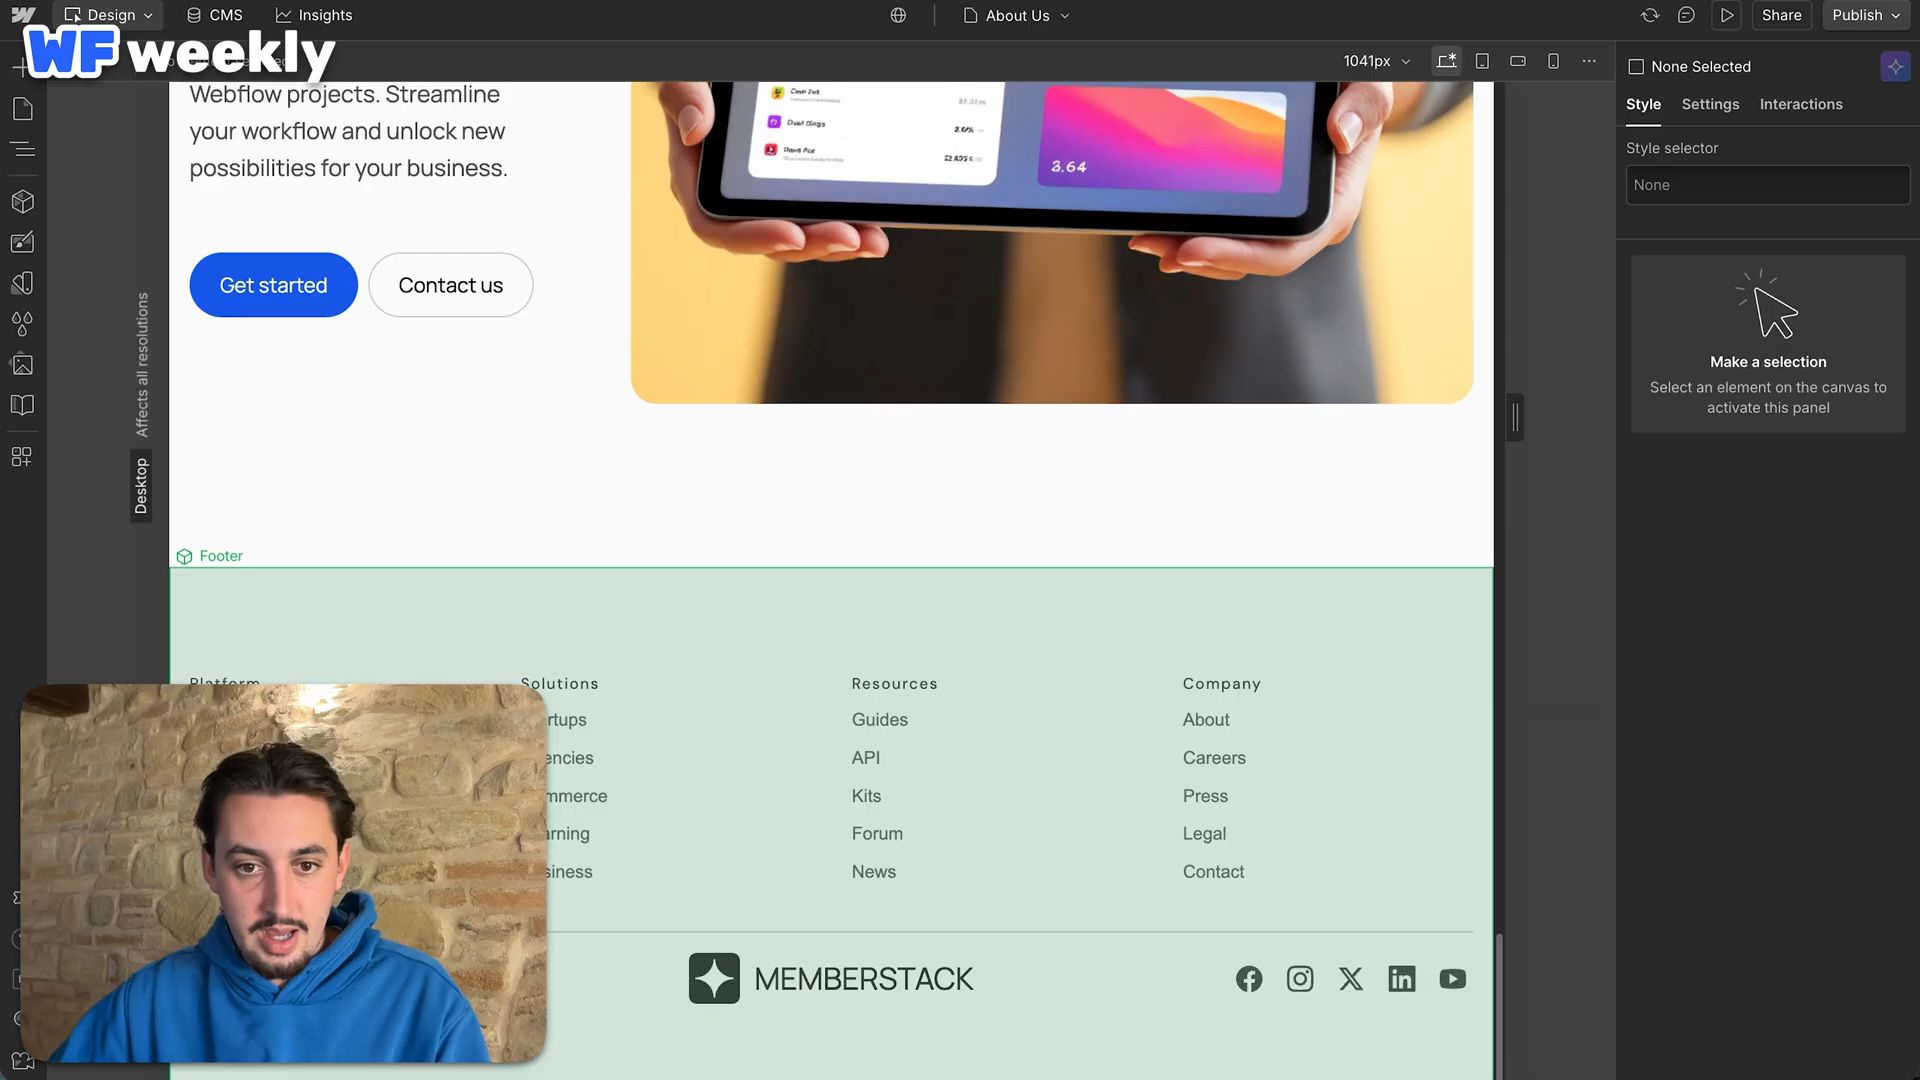 Design
CMS
Insights
About Us
Share
Publish
WF weekly
1041px
None Selected
Style
Settings
Interactions
Style selector
None
Make a selection
Select an element on the canvas to
activate this panel
Webflow projects. Streamline
your workflow and unlock new
possibilities for your business.
Get started
Contact us
3.64
Affects all resolutions
Desktop
Footer
Platform
Solutions
Resources
Company
rtups
Guides
About
encies
API
Careers
mmerce
Kits
Press
arning
Forum
Legal
siness
News
Contact
MEMBERSTACK